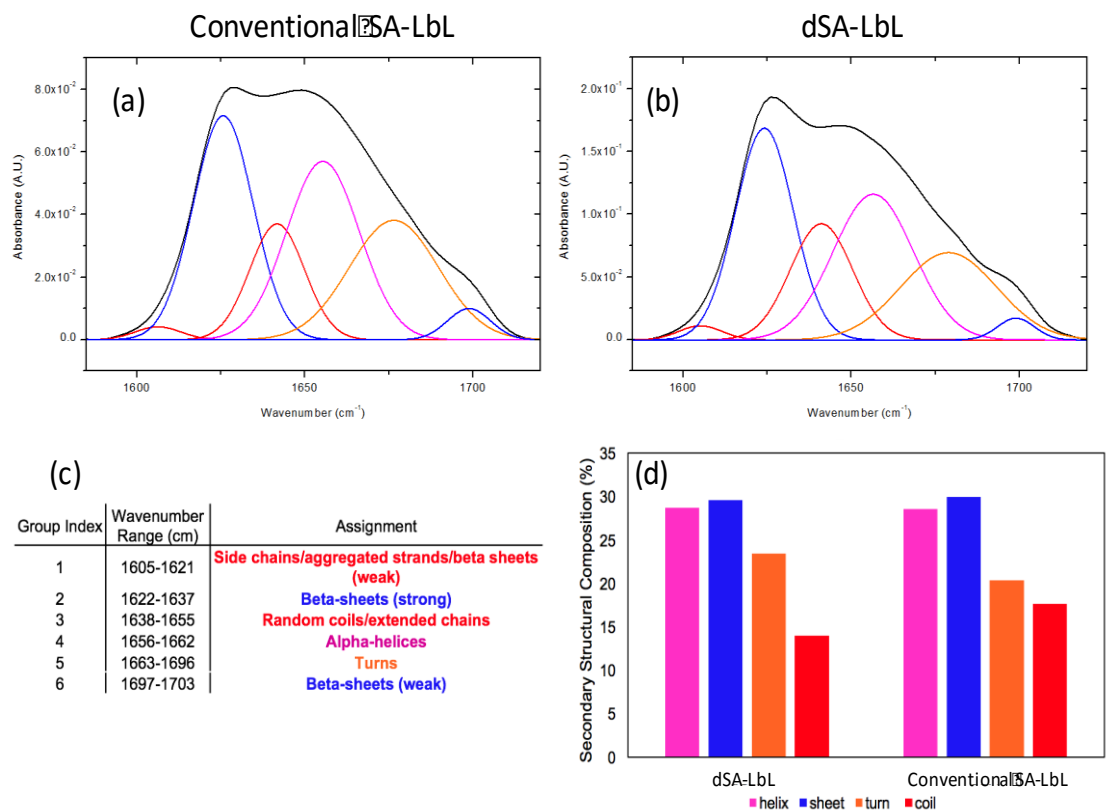 Conventional SA-LbL
dSA-LbL
(a)
8.0x10⁻²
6.0x10⁻²
4.0x10⁻²
2.0x10⁻²
0.0
Absorbance (A.U.)
1600
1650
1700
Wavenumber (cm⁻¹)
(b)
2.0x10⁻¹
1.5x10⁻¹
1.0x10⁻¹
5.0x10⁻²
0.0
Absorbance (A.U.)
1600
1650
1700
Wavenumber (cm⁻¹)
(c)
Group Index Wavenumber Range (cm) Assignment
1 1605-1621 Side chains/aggregated strands/beta sheets (weak)
2 1622-1637 Beta-sheets (strong)
3 1638-1655 Random coils/extended chains
4 1656-1662 Alpha-helices
5 1663-1696 Turns
6 1697-1703 Beta-sheets (weak)
(d)
Secondary Structural Composition (%)
35
30
25
20
15
10
5
0
dSA-LbL
Conventional SA-LbL
helix sheet turn coil